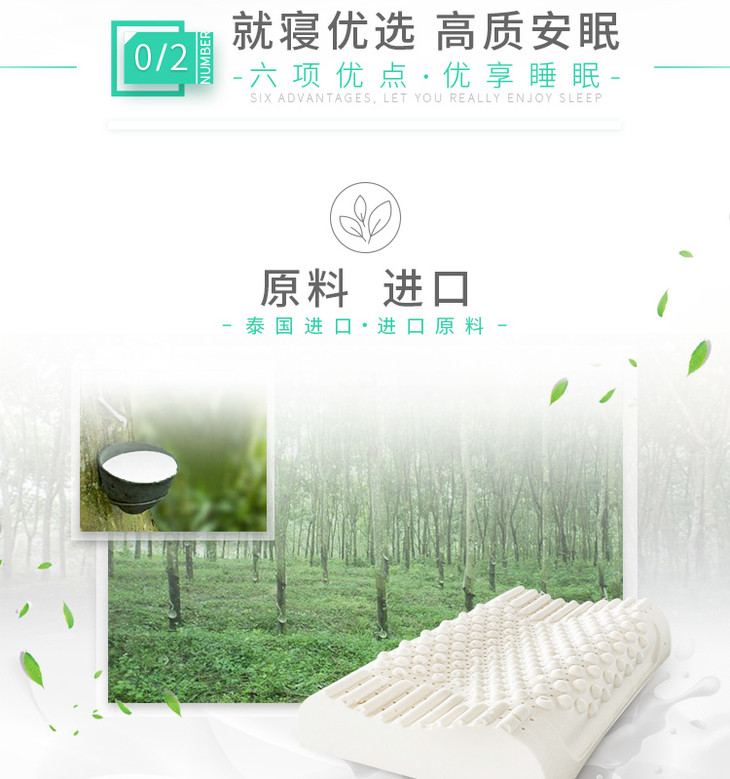 0/2
NUMBER
就寝优选 高质安眠
-六项优点·优享睡眠-
SIX ADVANTAGES, LET YOU REALLY ENJOY SLEEP
原料 进口
- 泰国进口·进口原料 -